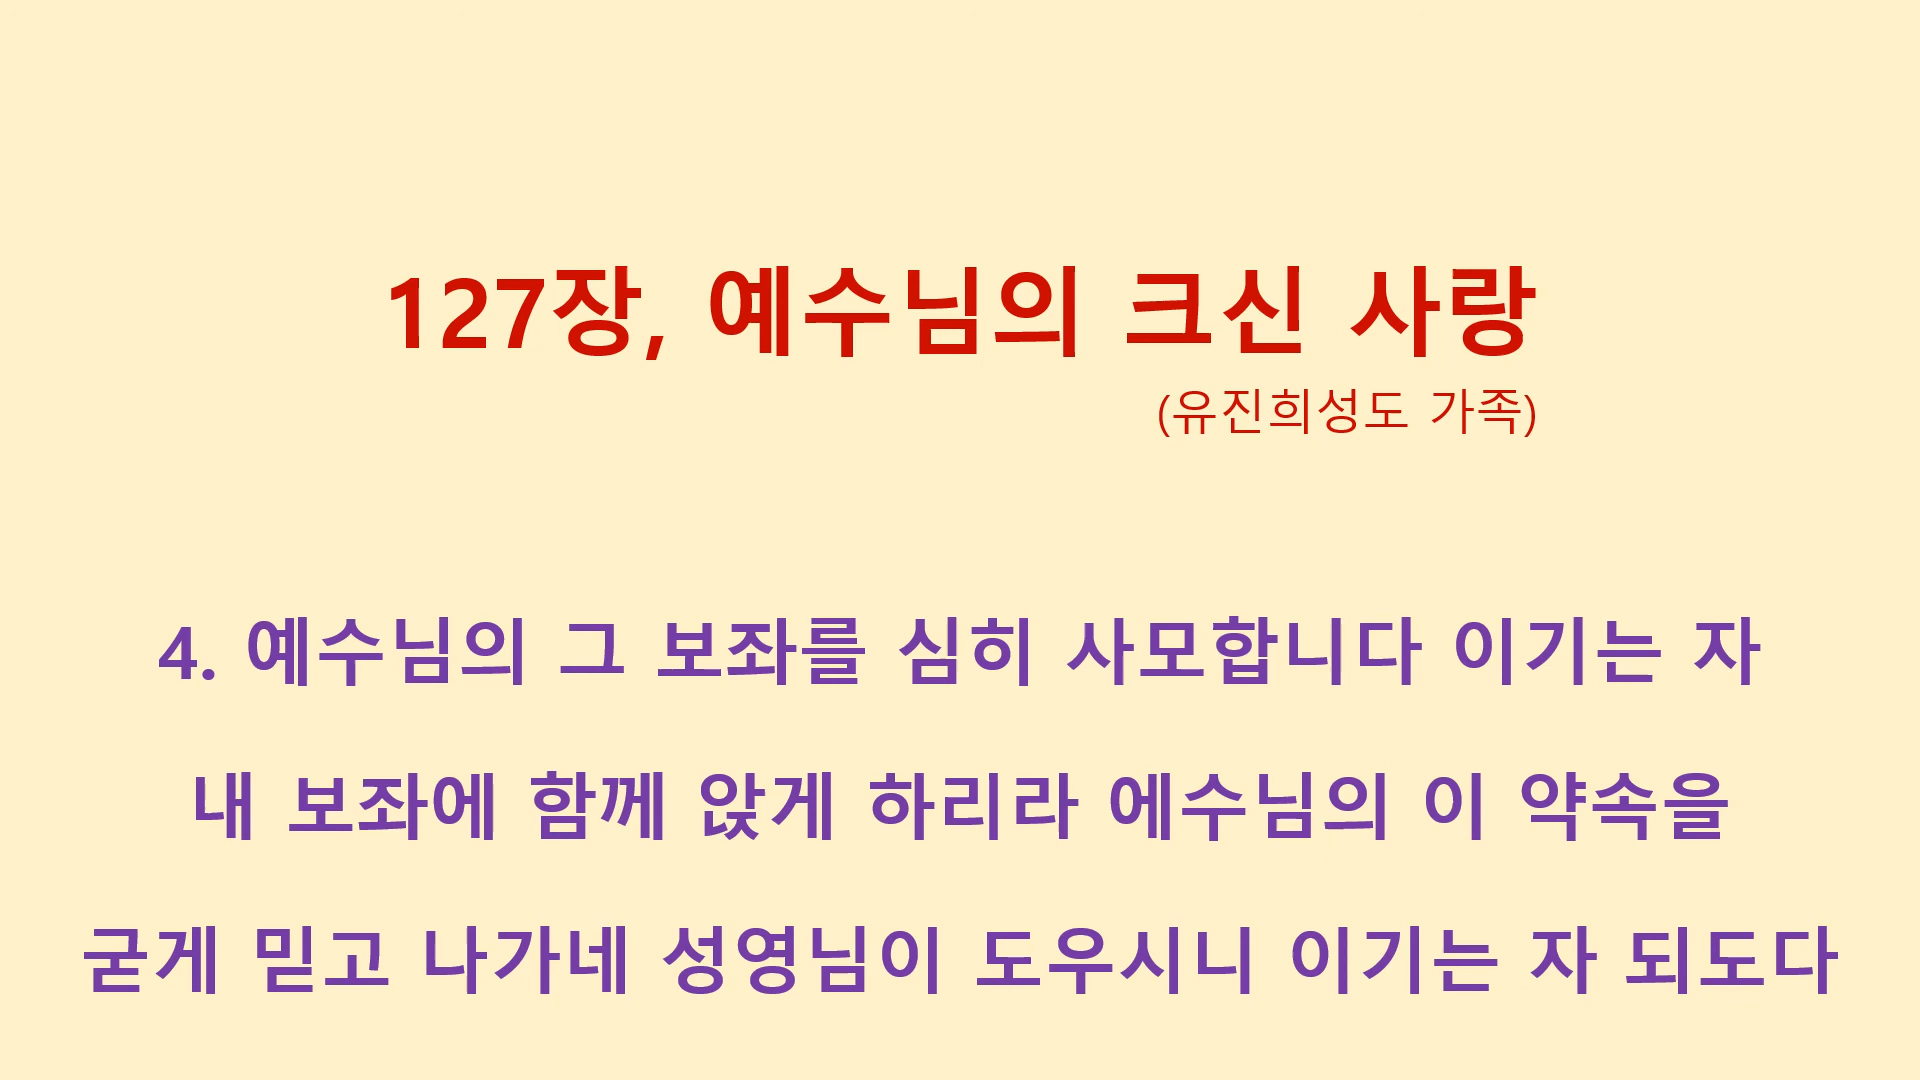 127장, 예수님의 크신 사랑
(유진희성도 가족)
4. 예수님의 그 보좌를 심히 사모합니다 이기는 자
내 보좌에 함께 앉게 하리라 에수님의 이 약속을
굳게 믿고 나가네 성영님이 도우시니 이기는 자 되도다